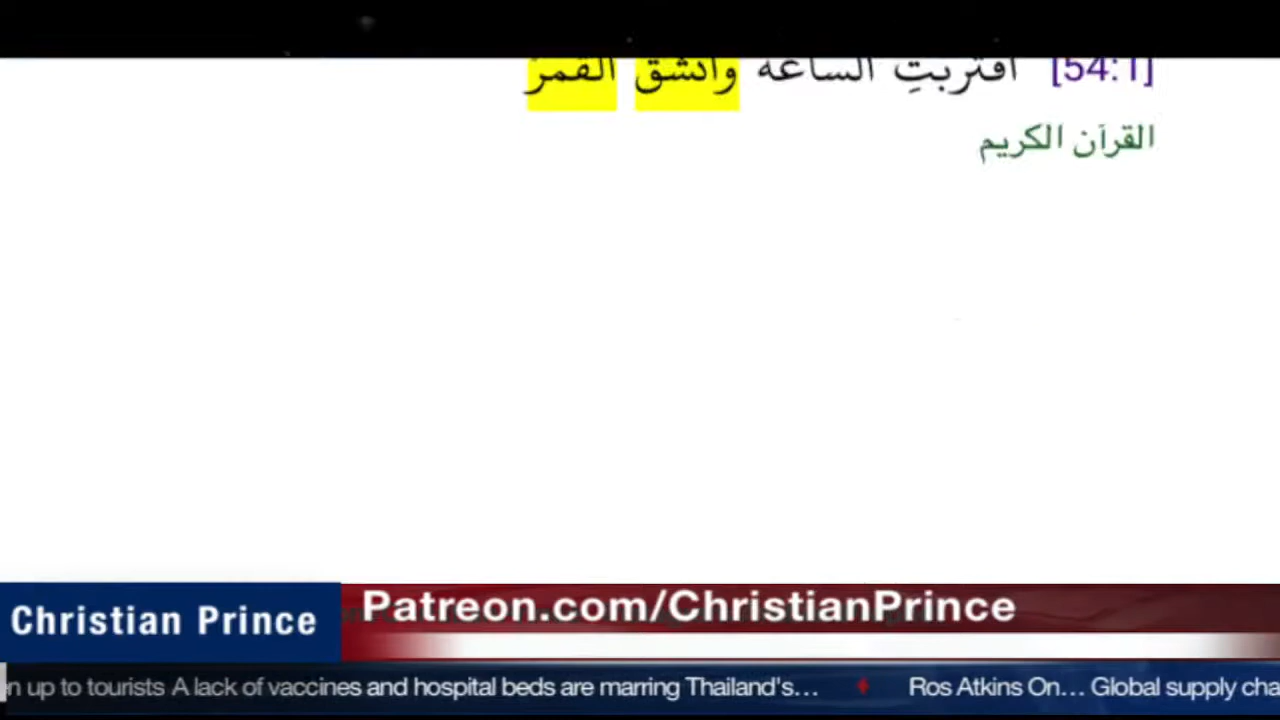 [54:1] اقتربتِ الساعة وانشقّ القمرُ
القرآن الكريم
Patreon.com/ChristianPrince
Christian Prince
n up to tourists A lack of vaccines and hospital beds are marring Thailand's... ♦ Ros Atkins On... Global supply cha